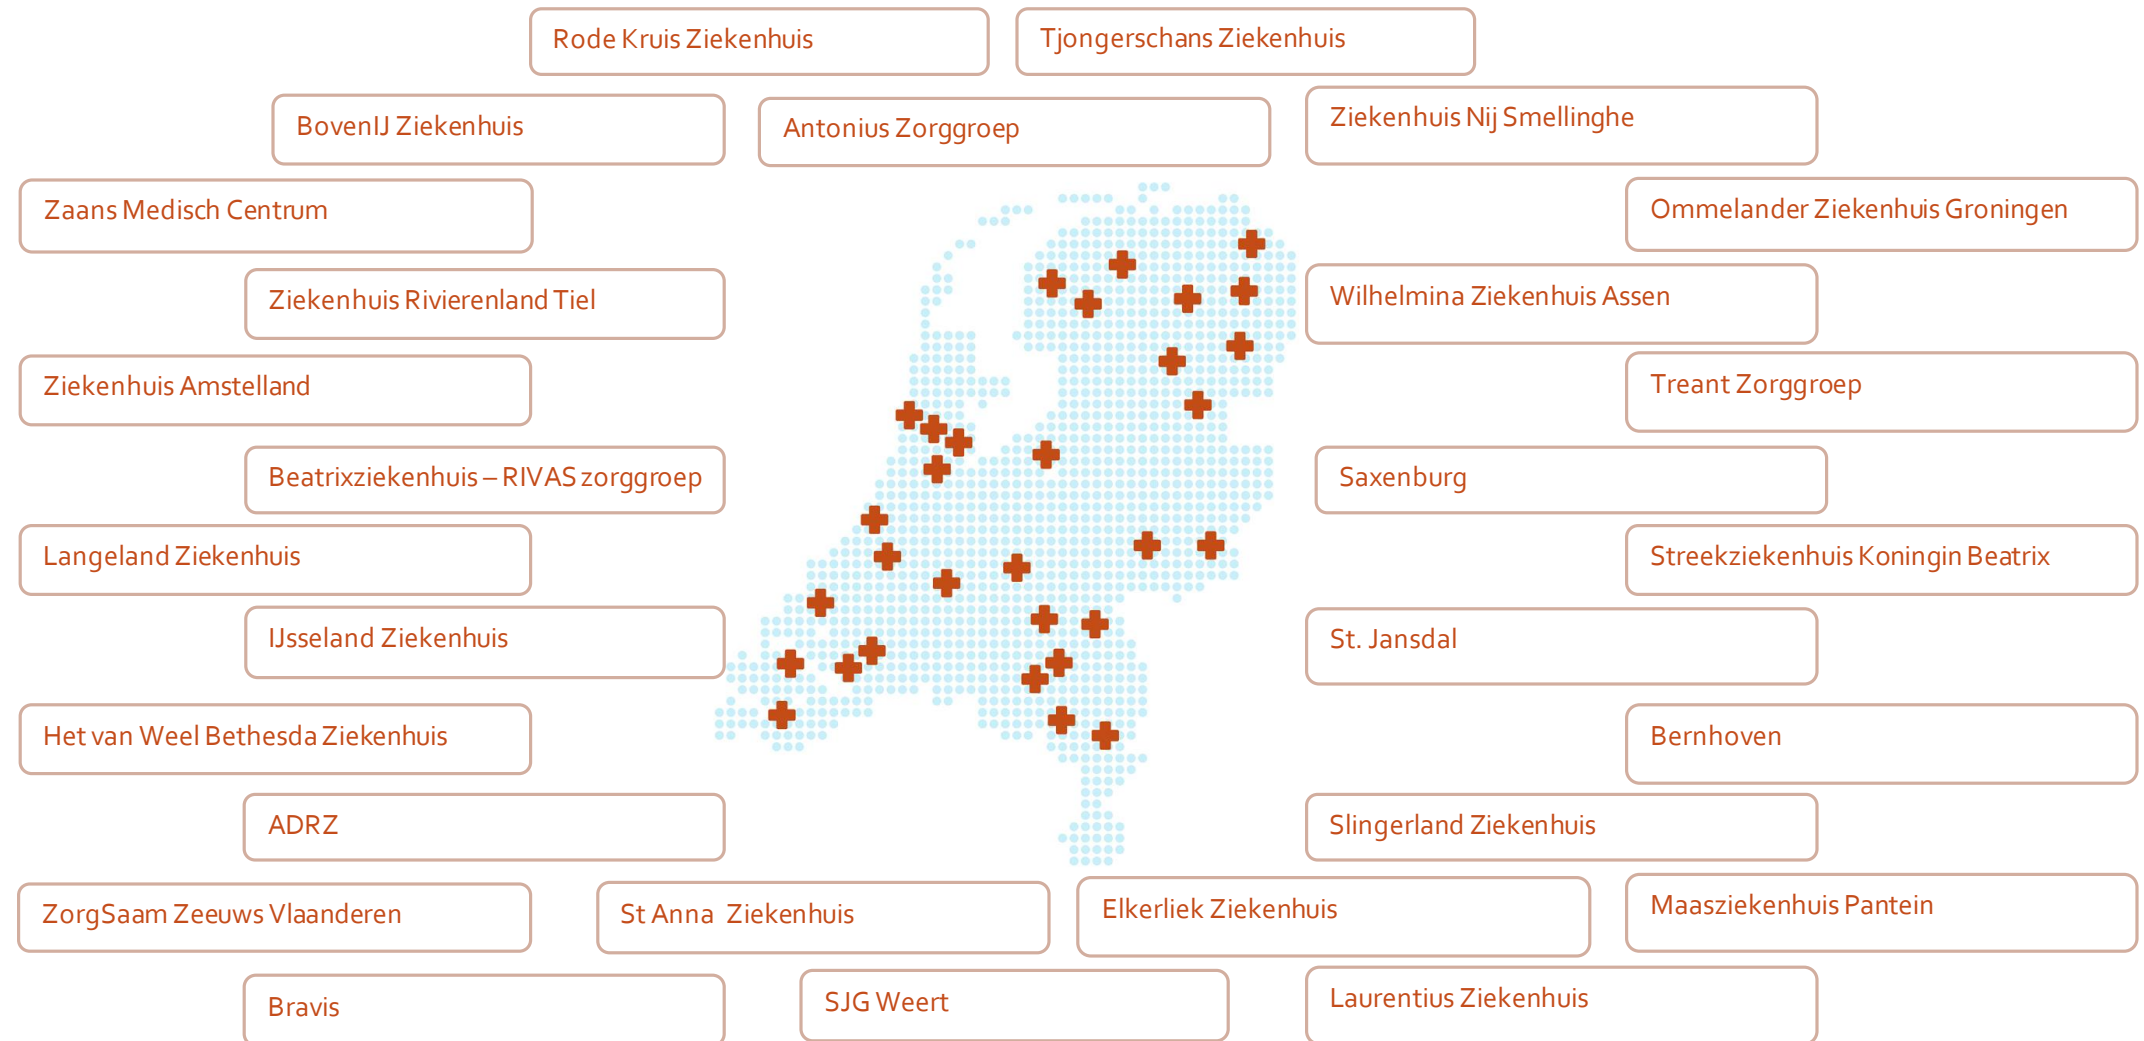 Rode Kruis Ziekenhuis
Tjongerschans Ziekenhuis
BovenIJ Ziekenhuis
Antonius Zorggroep
Ziekenhuis Nij Smellinghe
Zaans Medisch Centrum
Ommelander Ziekenhuis Groningen
Ziekenhuis Rivierenland Tiel
Wilhelmina Ziekenhuis Assen
Ziekenhuis Amstelland
Treant Zorggroep
Beatrixziekenhuis – RIVAS zorggroep
Saxenburg
Langeland Ziekenhuis
Streekziekenhuis Koningin Beatrix
IJsseland Ziekenhuis
St. Jansdal
Het van Weel Bethesda Ziekenhuis
Bernhoven
ADRZ
Slingerland Ziekenhuis
ZorgSaam Zeeuws Vlaanderen
St Anna Ziekenhuis
Elkerliek Ziekenhuis
Maasziekenhuis Pantein
Bravis
SJG Weert
Laurentius Ziekenhuis